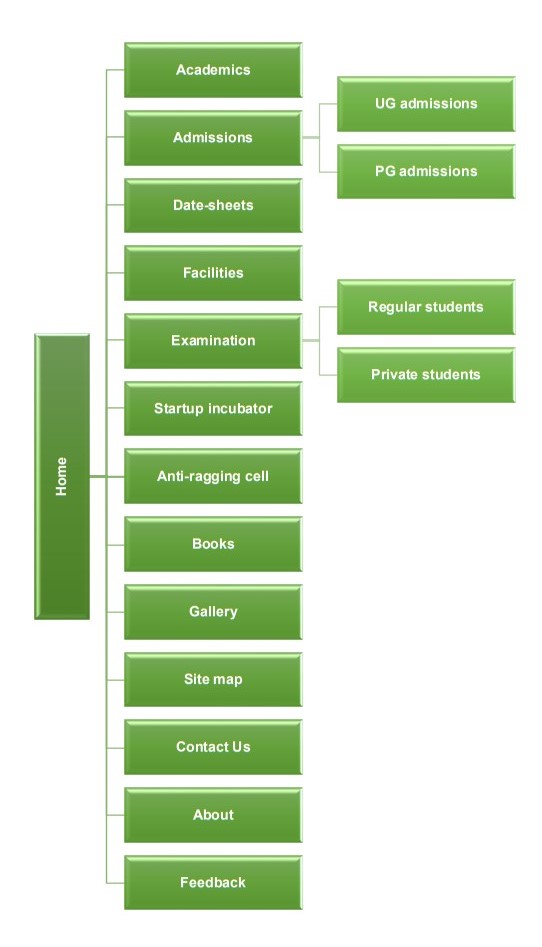 Home
Academics
Admissions
UG admissions
PG admissions
Date-sheets
Facilities
Examination
Regular students
Private students
Startup incubator
Anti-ragging cell
Books
Gallery
Site map
Contact Us
About
Feedback